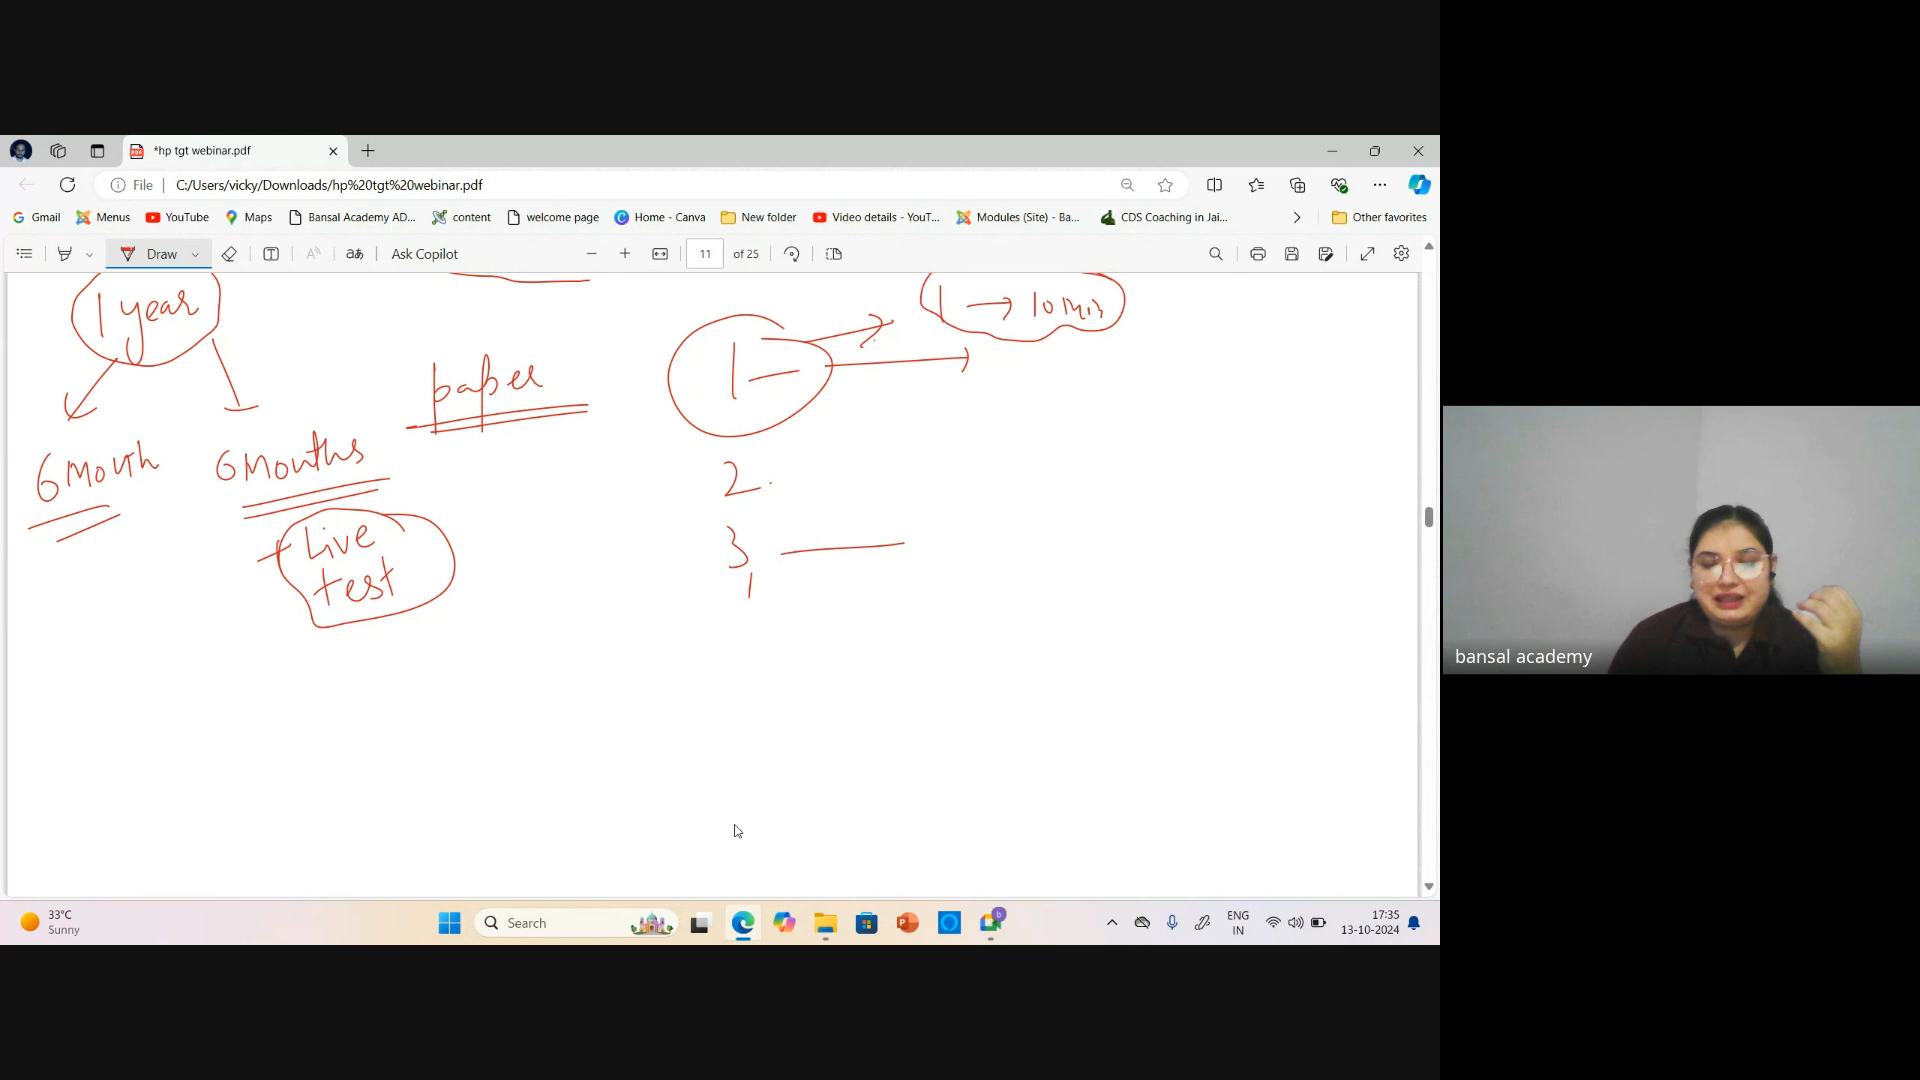 *hp tgt webinar.pdf
File
C:/Users/vicky/Downloads/hp%20tgt%20webinar.pdf
Gmail
Menus
YouTube
Maps
Bansal Academy AD...
content
welcome page
Home - Canva
New folder
Video details - YouT...
Modules (Site) - Ba...
CDS Coaching in Jai...
Other favorites
Draw
aあ
Ask Copilot
11 of 25
1 year
1 → 10 Min
1
paper
6 Month
6 Months
+ Live
test
2.
3
bansal academy
33°C
Sunny
Search
ENG
IN
17:35
13-10-2024